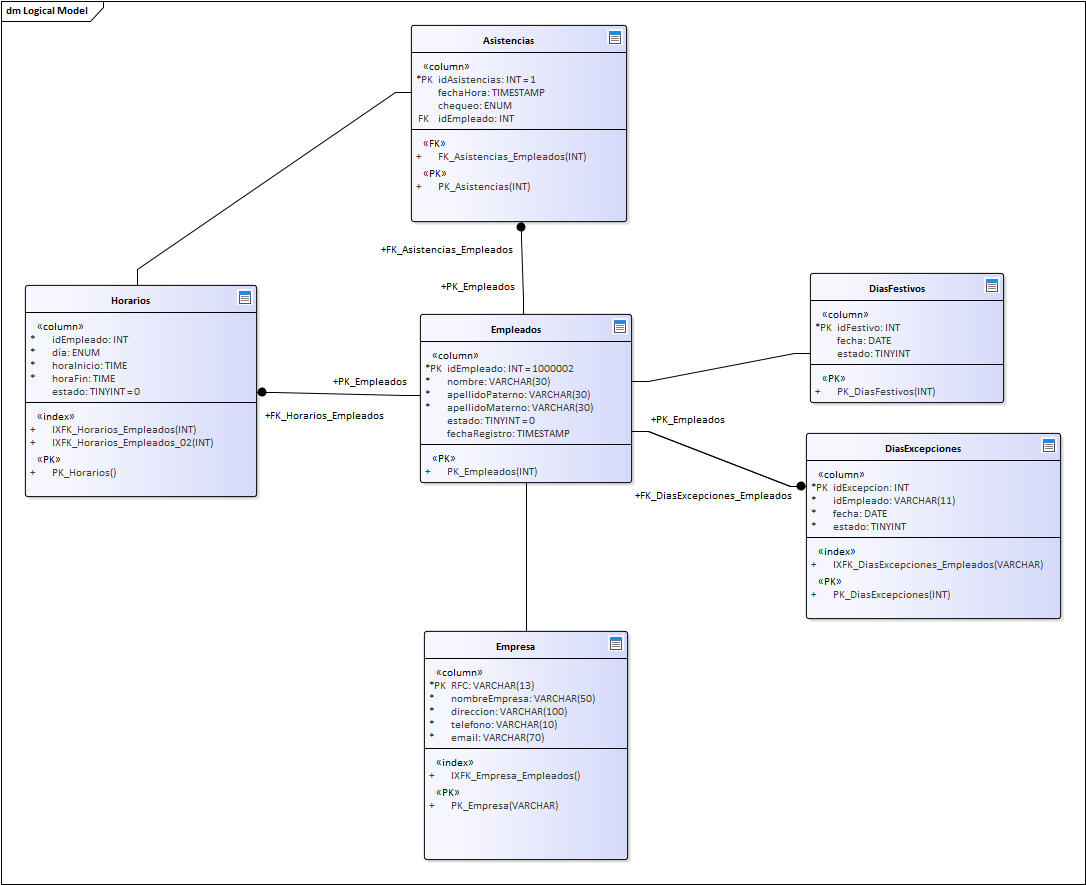 dm Logical Model
Asistencias
«column»
*PK idAsistencias: INT = 1
fechaHora: TIMESTAMP
chequeo: ENUM
FK idEmpleado: INT
«FK»
+ FK_Asistencias_Empleados(INT)
«PK»
+ PK_Asistencias(INT)
+FK_Asistencias_Empleados
+PK_Empleados
Horarios
«column»
* idEmpleado: INT
* día: ENUM
* horaInicio: TIME
* horaFin: TIME
estado: TINYINT = 0
«index»
+ IXFK_Horarios_Empleados(INT)
+ IXFK_Horarios_Empleados_02(INT)
«PK»
+ PK_Horarios()
+PK_Empleados
+FK_Horarios_Empleados
Empleados
«column»
*PK idEmpleado: INT = 1000002
* nombre: VARCHAR(30)
* apellidoPaterno: VARCHAR(30)
* apellidoMaterno: VARCHAR(30)
estado: TINYINT = 0
fechaRegistro: TIMESTAMP
«PK»
+ PK_Empleados(INT)
DiasFestivos
«column»
*PK idFestivo: INT
fecha: DATE
estado: TINYINT
«PK»
+ PK_DiasFestivos(INT)
+PK_Empleados
+FK_DiasExcepciones_Empleados
DiasExcepciones
«column»
*PK idExcepcion: INT
* idEmpleado: VARCHAR(11)
* fecha: DATE
* estado: TINYINT
«index»
+ IXFK_DiasExcepciones_Empleados(VARCHAR)
«PK»
+ PK_DiasExcepciones(INT)
Empresa
«column»
*PK RFC: VARCHAR(13)
* nombreEmpresa: VARCHAR(50)
* direccion: VARCHAR(100)
* telefono: VARCHAR(10)
* email: VARCHAR(70)
«index»
+ IXFK_Empresa_Empleados()
«PK»
+ PK_Empresa(VARCHAR)